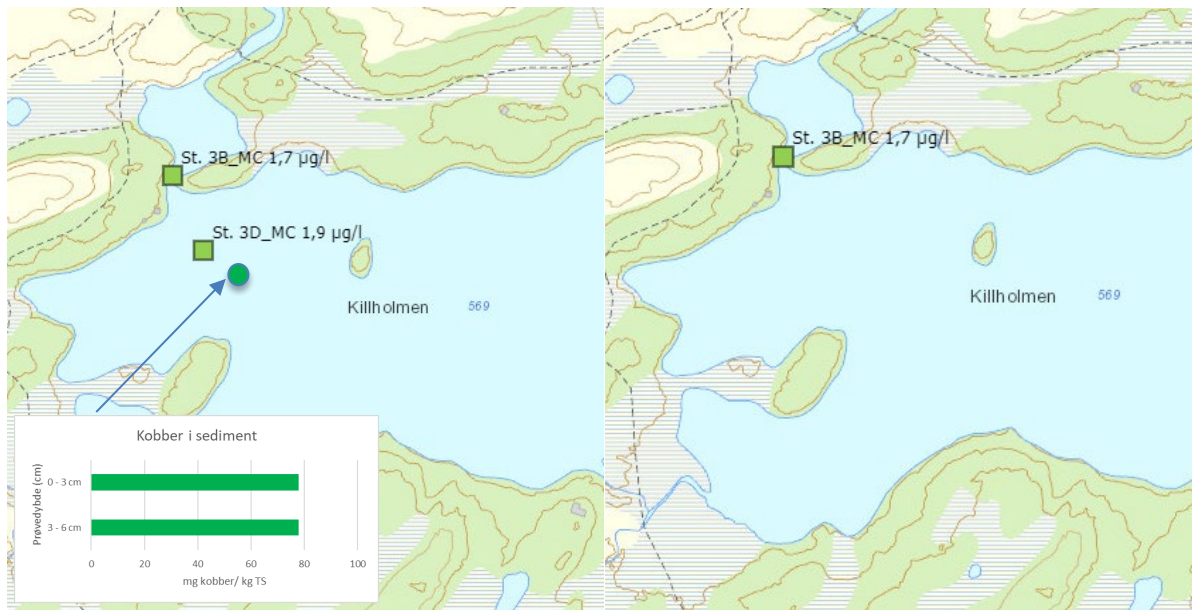 St. 3B_MC 1,7 µg/l
St. 3D_MC 1,9 µg/l
Killholmen 569
Kobber i sediment
Prøvedybde (cm)
0 - 3 cm
3 - 6 cm
0 20 40 60 80 100
mg kobber/ kg TS
St. 3B_MC 1,7 µg/l
Killholmen 569